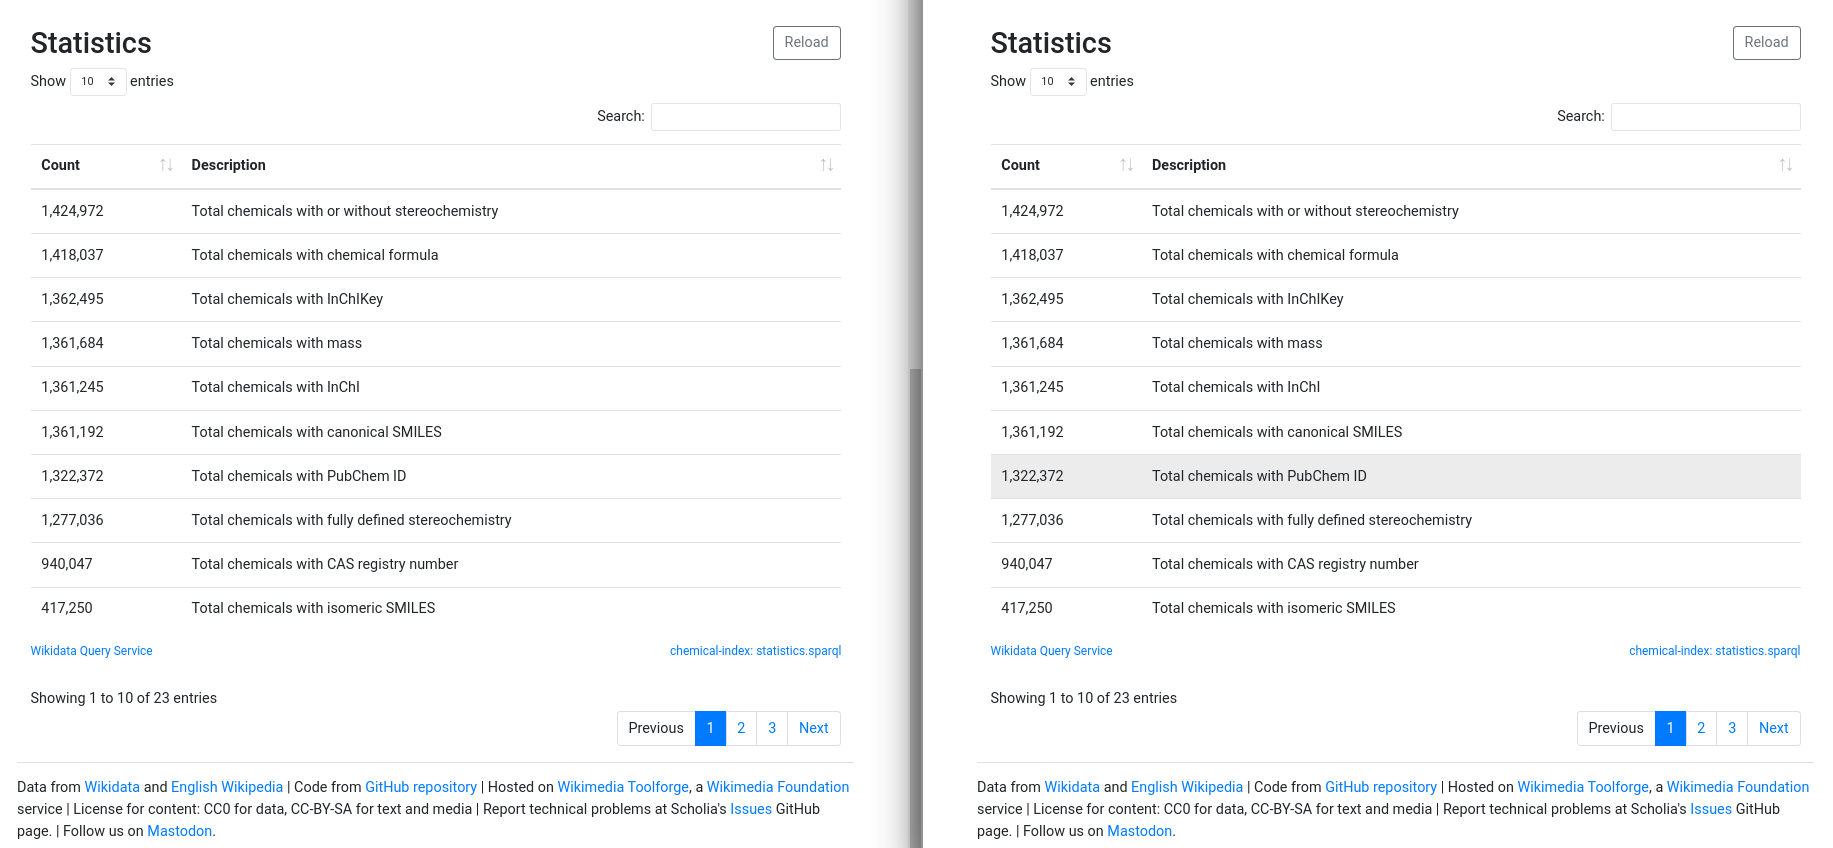 Statistics
Reload
Show 10 entries
Search:
Count Description
1,424,972 Total chemicals with or without stereochemistry
1,418,037 Total chemicals with chemical formula
1,362,495 Total chemicals with InChIKey
1,361,684 Total chemicals with mass
1,361,245 Total chemicals with InChI
1,361,192 Total chemicals with canonical SMILES
1,322,372 Total chemicals with PubChem ID
1,277,036 Total chemicals with fully defined stereochemistry
940,047 Total chemicals with CAS registry number
417,250 Total chemicals with isomeric SMILES
Wikidata Query Service chemical-index: statistics.sparql
Showing 1 to 10 of 23 entries
Previous 1 2 3 Next
Data from Wikidata and English Wikipedia | Code from GitHub repository | Hosted on Wikimedia Toolforge, a Wikimedia Foundation
service | License for content: CC0 for data, CC-BY-SA for text and media | Report technical problems at Scholia's Issues GitHub
page. | Follow us on Mastodon.
Statistics
Reload
Show 10 entries
Search:
Count Description
1,424,972 Total chemicals with or without stereochemistry
1,418,037 Total chemicals with chemical formula
1,362,495 Total chemicals with InChIKey
1,361,684 Total chemicals with mass
1,361,245 Total chemicals with InChI
1,361,192 Total chemicals with canonical SMILES
1,322,372 Total chemicals with PubChem ID
1,277,036 Total chemicals with fully defined stereochemistry
940,047 Total chemicals with CAS registry number
417,250 Total chemicals with isomeric SMILES
Wikidata Query Service chemical-index: statistics.sparql
Showing 1 to 10 of 23 entries
Previous 1 2 3 Next
Data from Wikidata and English Wikipedia | Code from GitHub repository | Hosted on Wikimedia Toolforge, a Wikimedia Foundation
service | License for content: CC0 for data, CC-BY-SA for text and media | Report technical problems at Scholia's Issues GitHub
page. | Follow us on Mastodon.